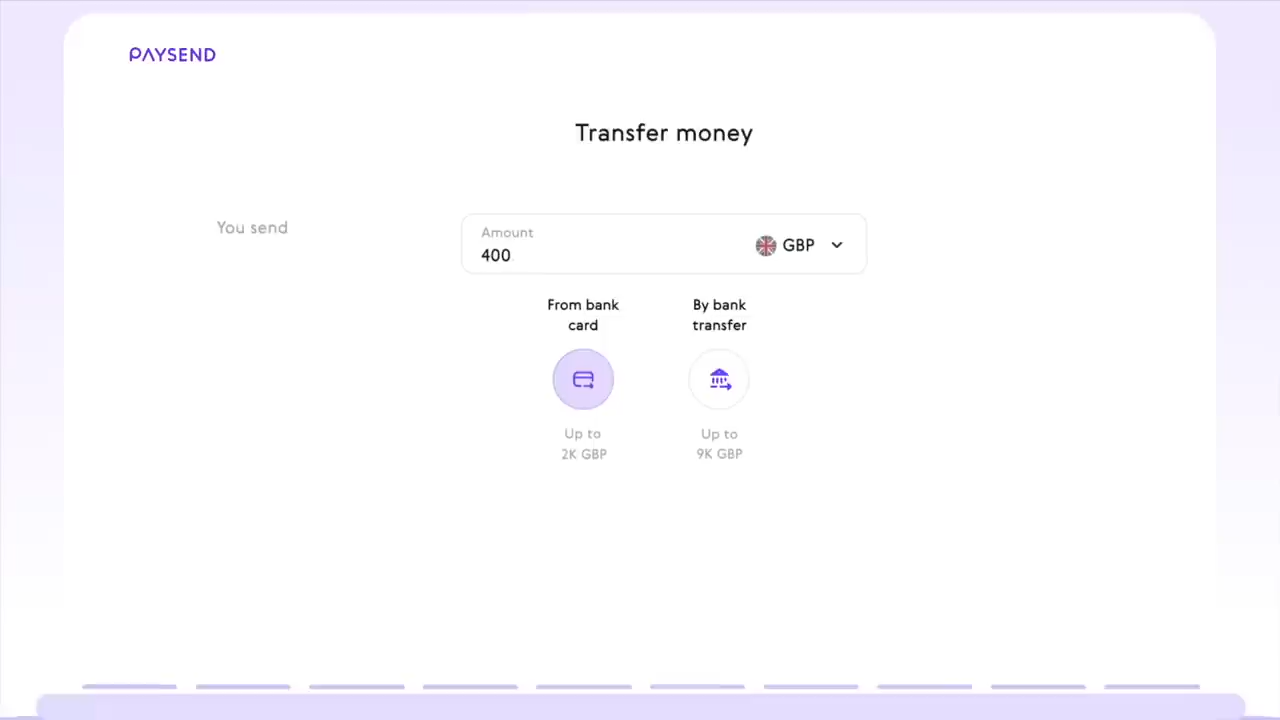 PAYSEND
Transfer money
You send
Amount
400
GBP
From bank
card
By bank
transfer
Up to
2K GBP
Up to
9K GBP